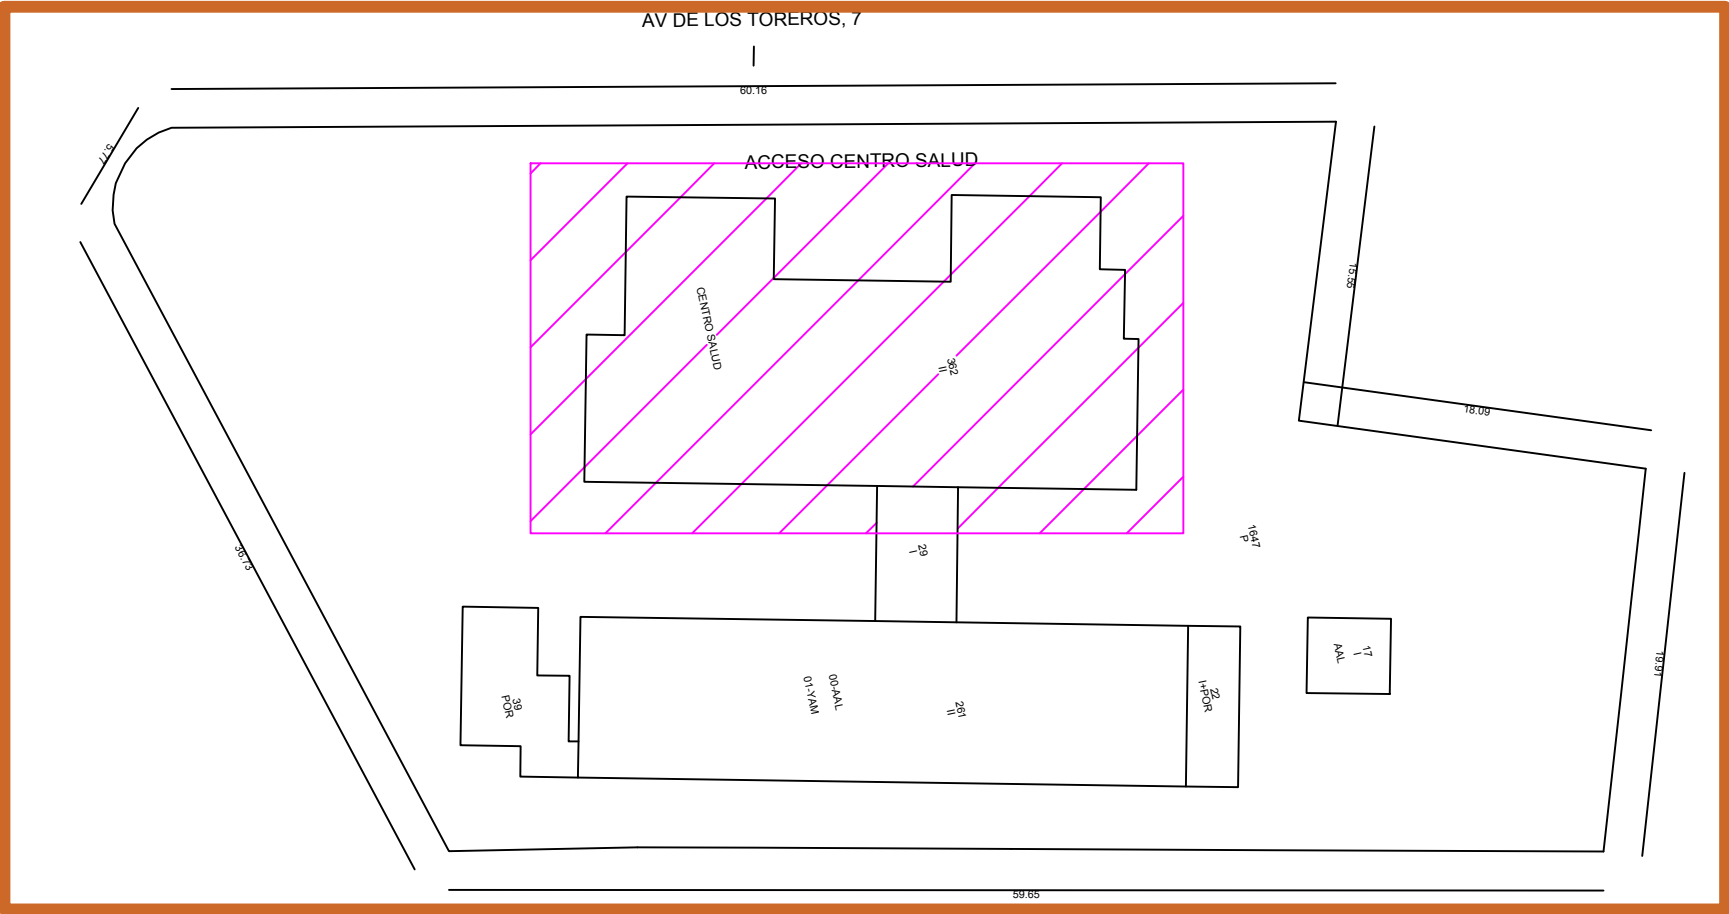 AV DE LOS TOREROS, 7
60.16
5.77
ACCESO CENTRO SALUD
15.55
CENTRO SALUD
362
II
18.09
1647
P
29
I
36.73
17
I
AAL
19.91
39
POR
00-AAL
01-YAM
261
II
22
I+POR
59.65